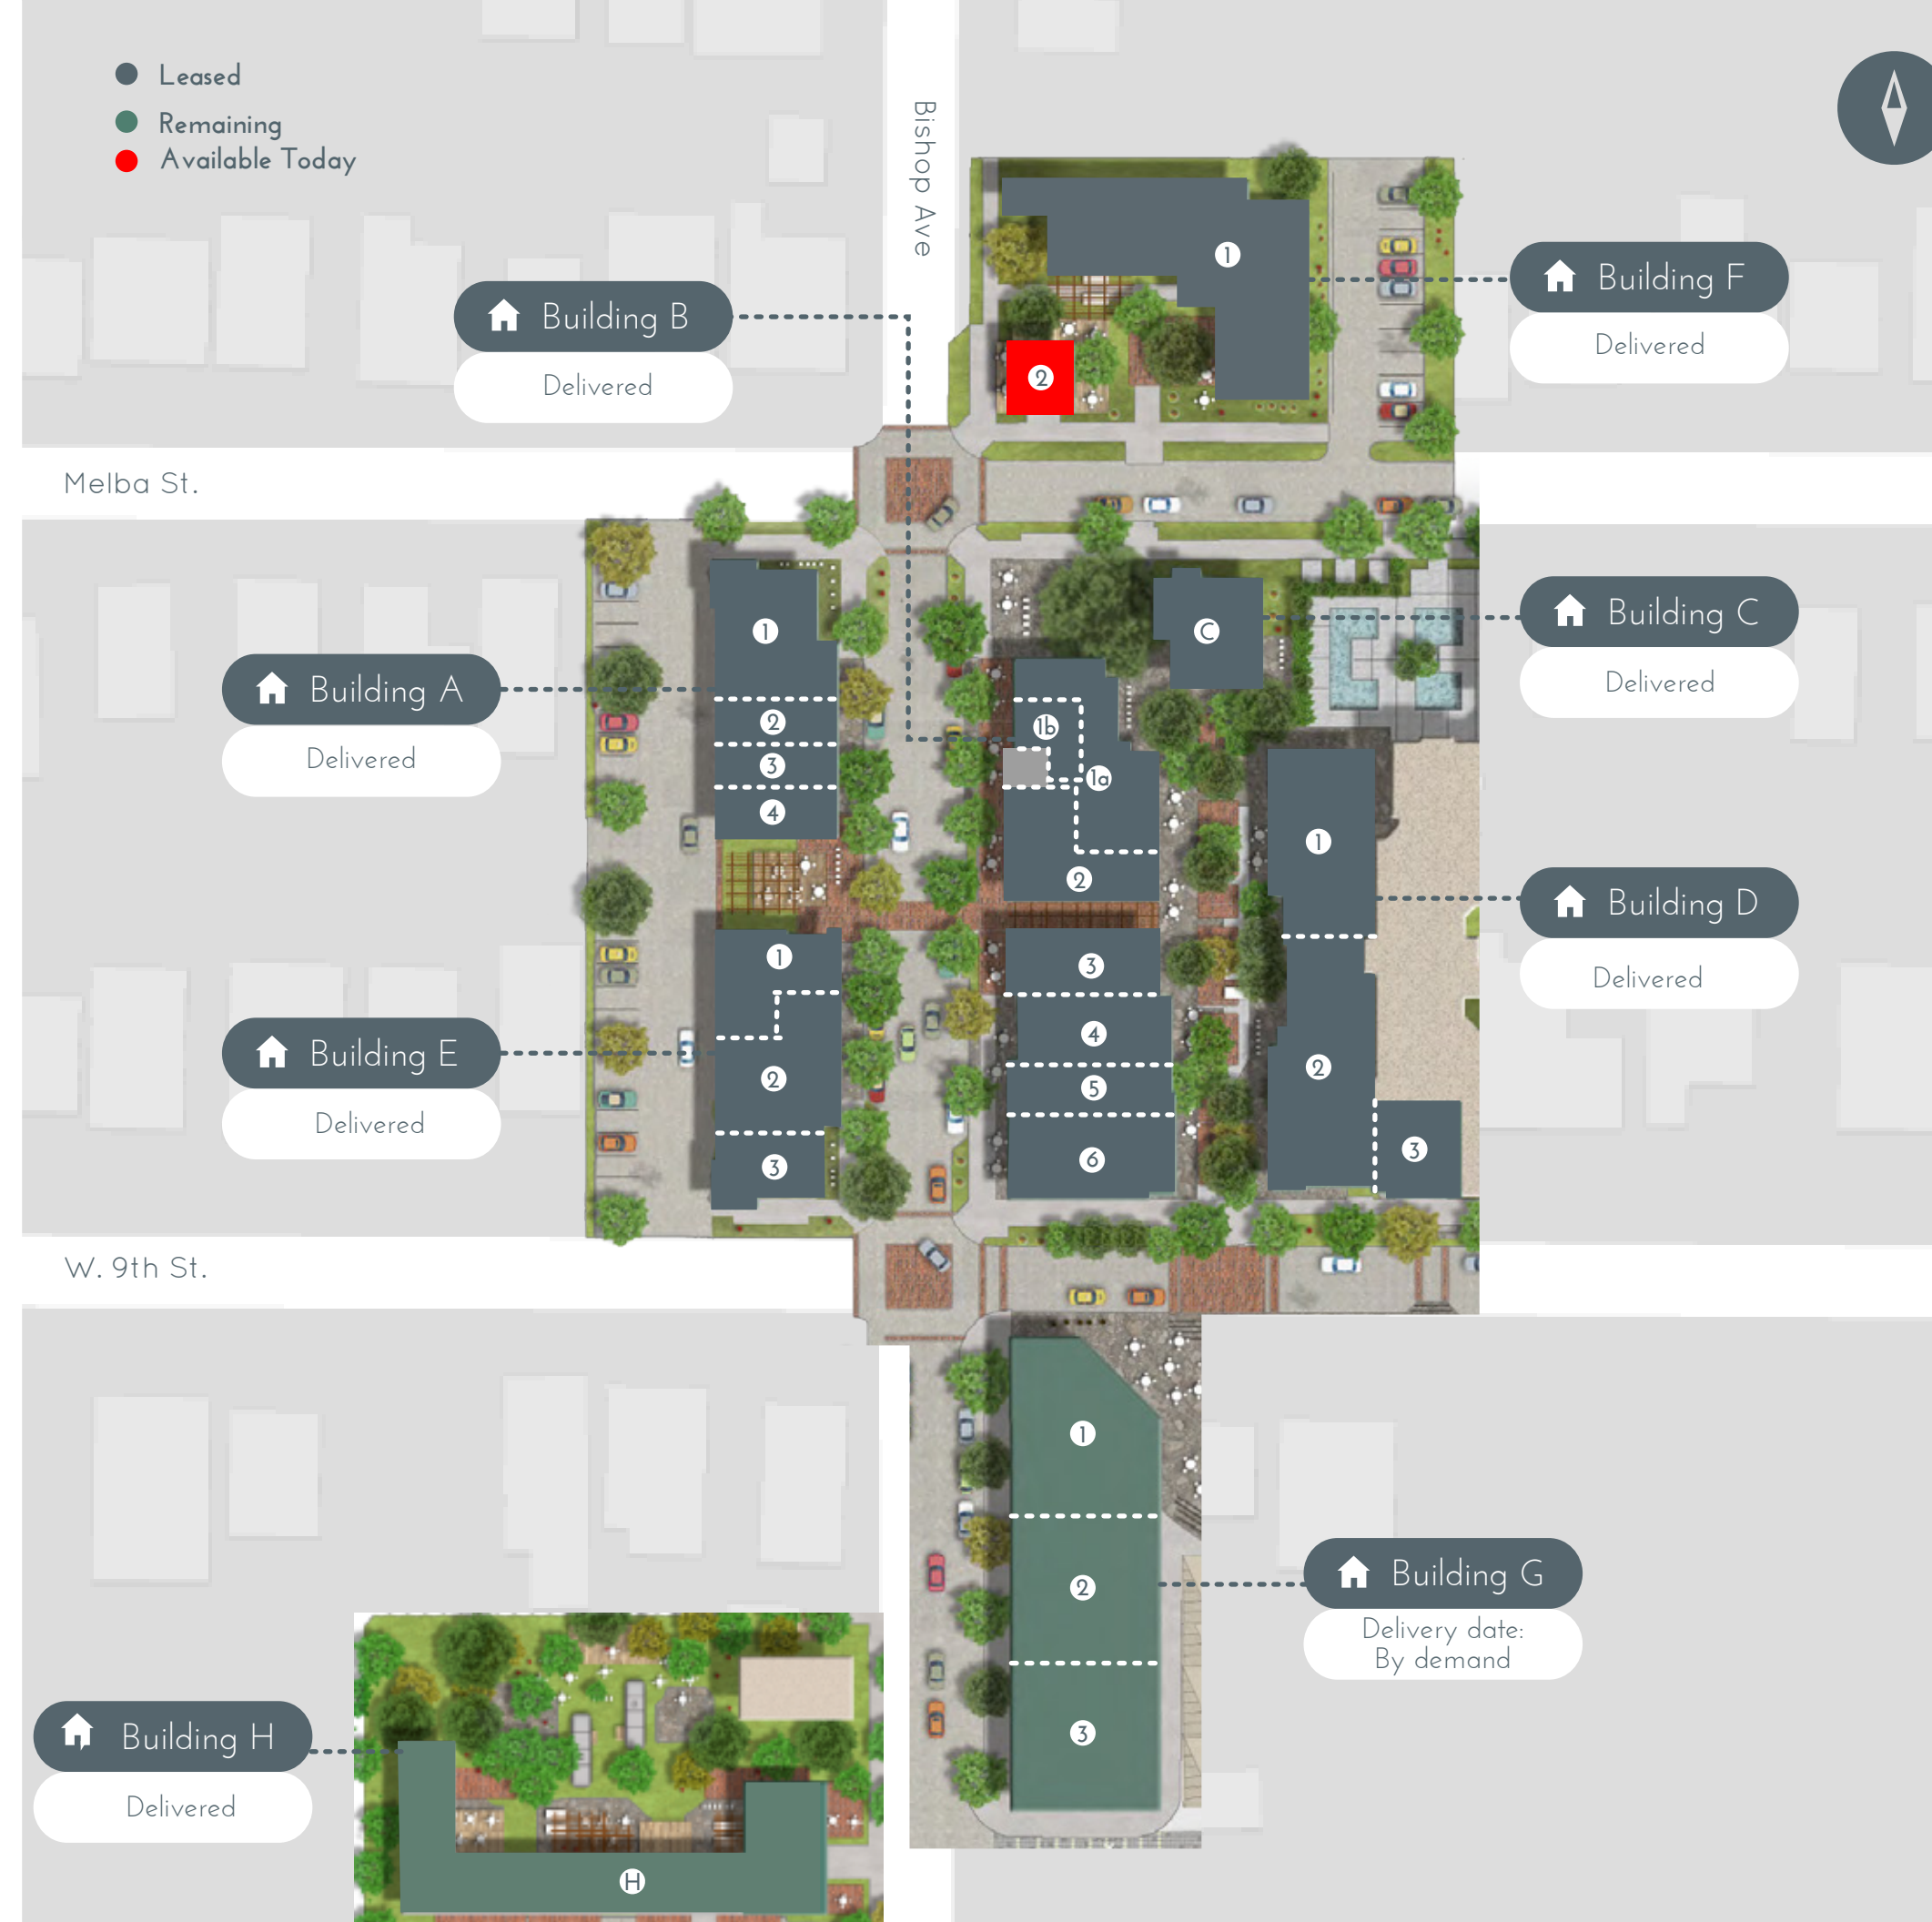 Leased
Remaining
Available Today
Bishop Ave
Building F
Delivered
1
2
Building B
Delivered
Melba St.
Building A
Delivered
1
2
3
4
Building C
Delivered
C
1b
1a
2
3
4
5
6
Building D
Delivered
1
2
3
Building E
Delivered
1
2
3
W. 9th St.
1
2
3
Building G
Delivery date:
By demand
Building H
Delivered
H